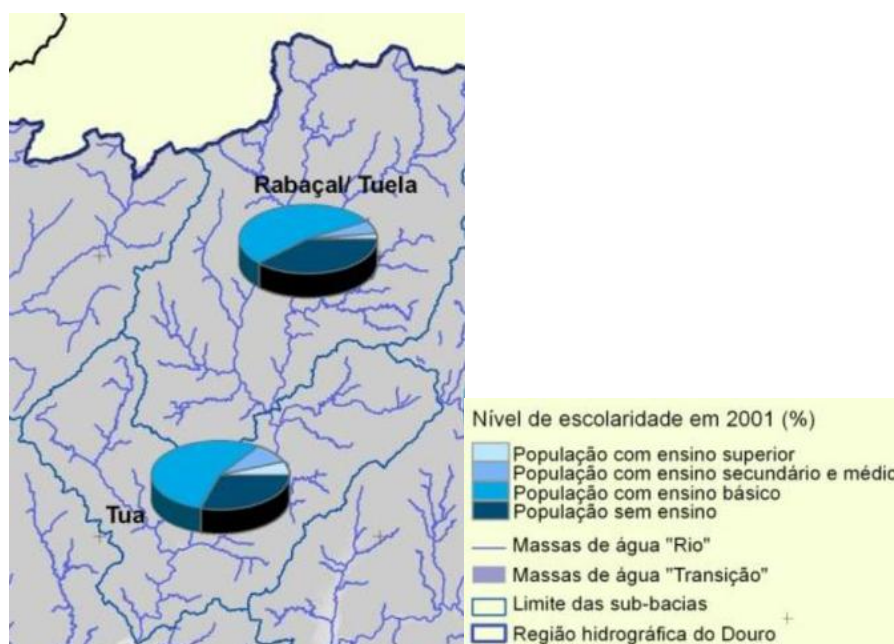 Rabaçal/ Tuela
Tua
Nível de escolaridade em 2001 (%)
População com ensino superior
População com ensino secundário e médio
População com ensino básico
População sem ensino
Massas de água "Rio"
Massas de água "Transição"
Limite das sub-bacias
Região hidrográfica do Douro